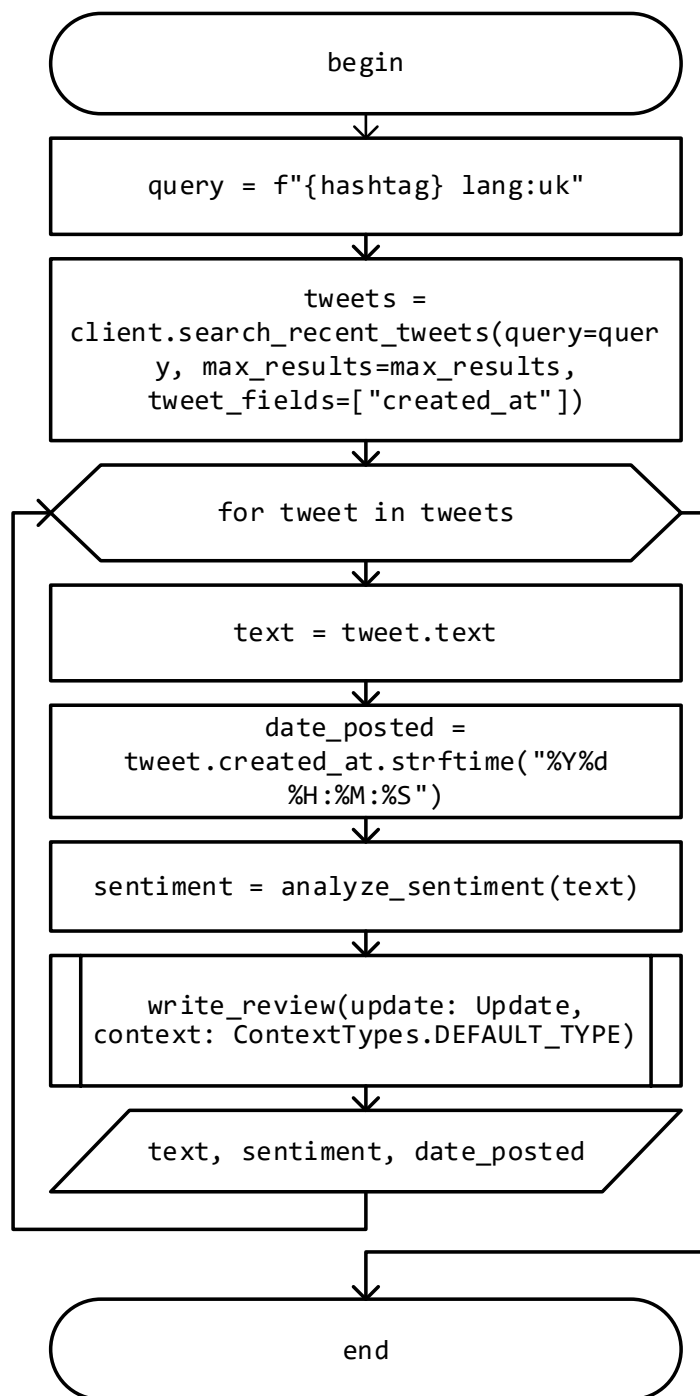 begin
query = f"{hashtag} lang:uk"
tweets =
client.search_recent_tweets(query=quer
y, max_results=max_results,
tweet_fields=["created_at"])
for tweet in tweets
text = tweet.text
date_posted =
tweet.created_at.strftime("%Y%d
%H:%M:%S")
sentiment = analyze_sentiment(text)
write_review(update: Update,
context: ContextTypes.DEFAULT_TYPE)
text, sentiment, date_posted
end